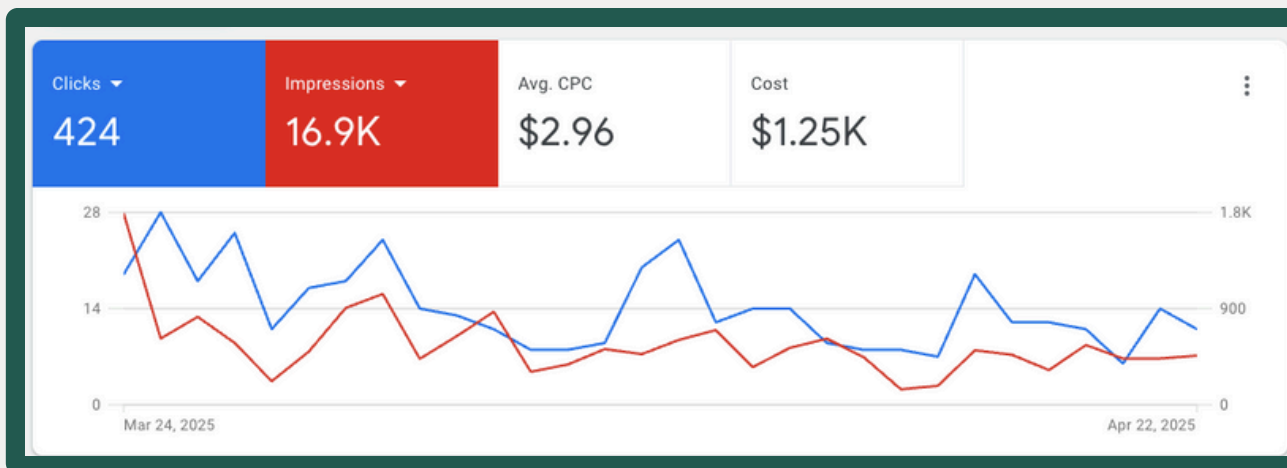 Clicks
Impressions
Avg. CPC
Cost
424
16.9K
$2.96
$1.25K
28
1.8K
14
900
0
0
Mar 24, 2025
Apr 22, 2025